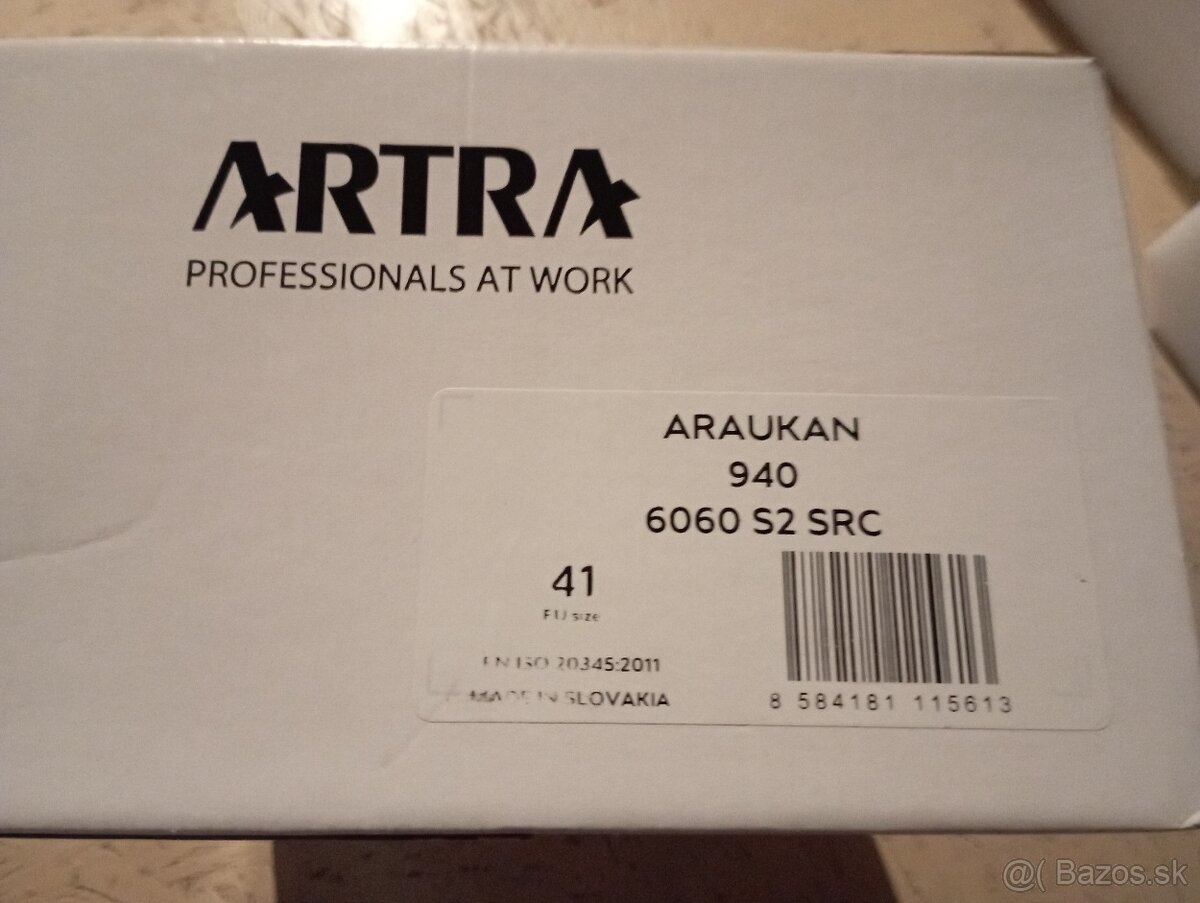 ARTRA
PROFESSIONALS AT WORK
ARAUKAN
940
6060 S2 SRC
41
EU size
EN ISO 20345:2011
MADE IN SLOVAKIA
8 584181 115613
@( Bazos.sk